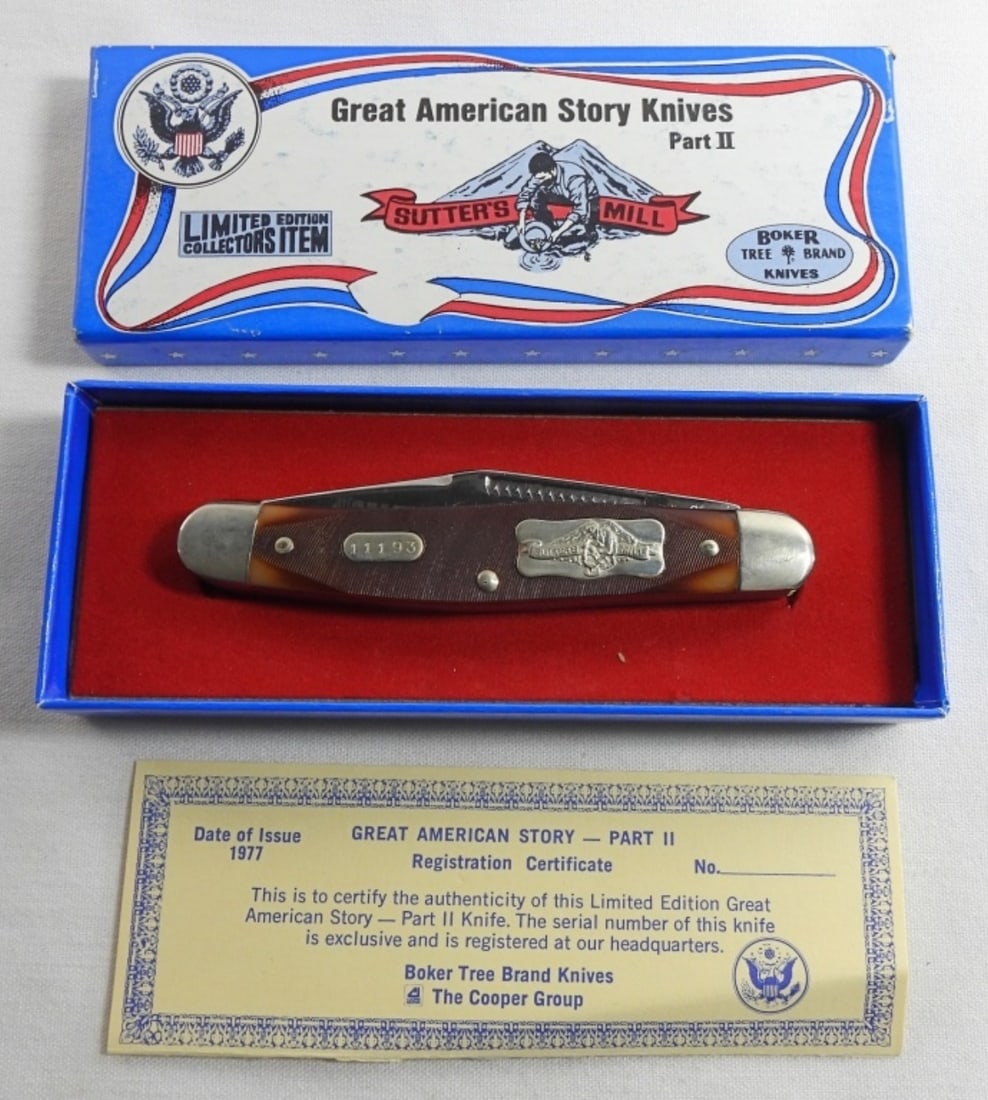 Great American Story Knives
Part II
SUTTER'S MILL
LIMITED EDITION
COLLECTORS ITEM
BOKER
TREE BRAND
KNIVES
11193
SUTTER'S MILL
Date of Issue
1977
GREAT AMERICAN STORY — PART II
Registration Certificate
No.
This is to certify the authenticity of this Limited Edition Great
American Story — Part II Knife. The serial number of this knife
is exclusive and is registered at our headquarters.
Boker Tree Brand Knives
The Cooper Group